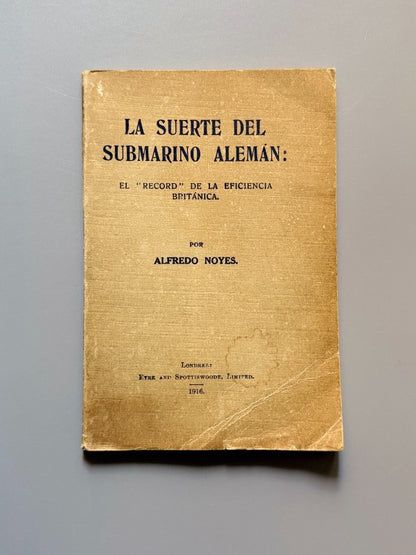 LA SUERTE DEL
SUBMARINO ALEMÁN:
EL "RECORD" DE LA EFICIENCIA
BRITÁNICA.
POR
ALFREDO NOYES.
LONDRES:
EYRE AND SPOTTISWOODE, LIMITED.
1916.